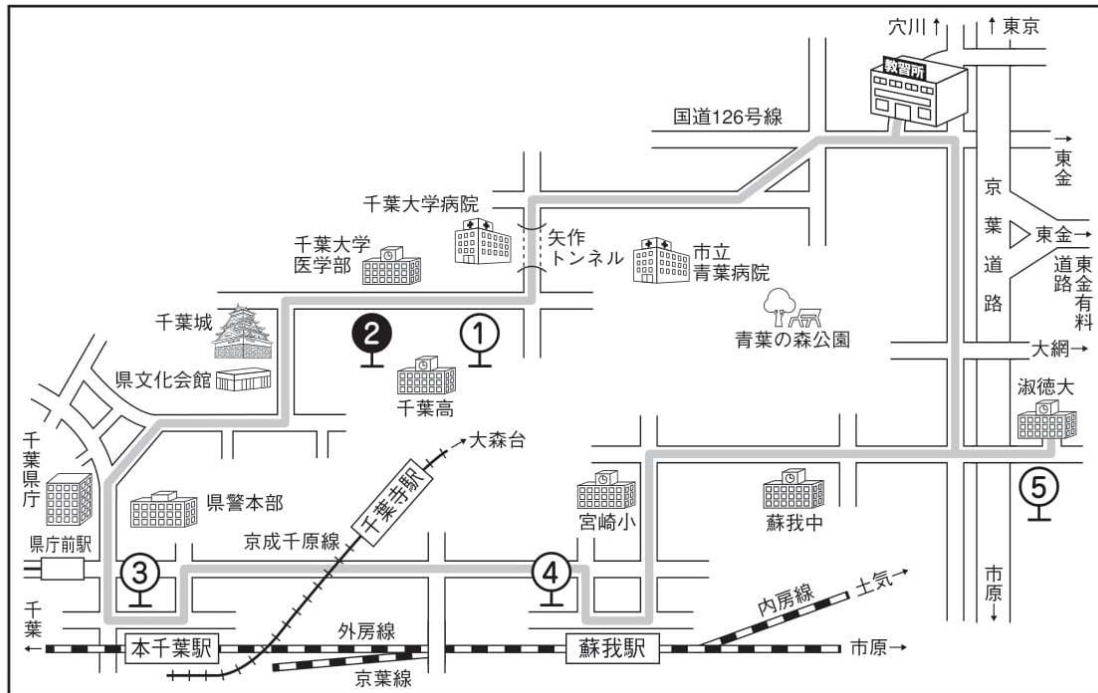 穴川↑
↑東京
教習所
国道126号線
→東金
京葉道路
東金→
東金有料
道路
千葉大学病院
矢作
トンネル
千葉大学
医学部
市立
青葉病院
青葉の森公園
大網→
千葉城
②
①
県文化会館
千葉高
淑徳大
→大森台
千葉寺駅
千葉県庁
県警本部
宮崎小
蘇我中
⑤
県庁前駅
京成千原線
③
④
千葉←
本千葉駅
外房線
京葉線
蘇我駅
内房線
土気→
市原→
市原→